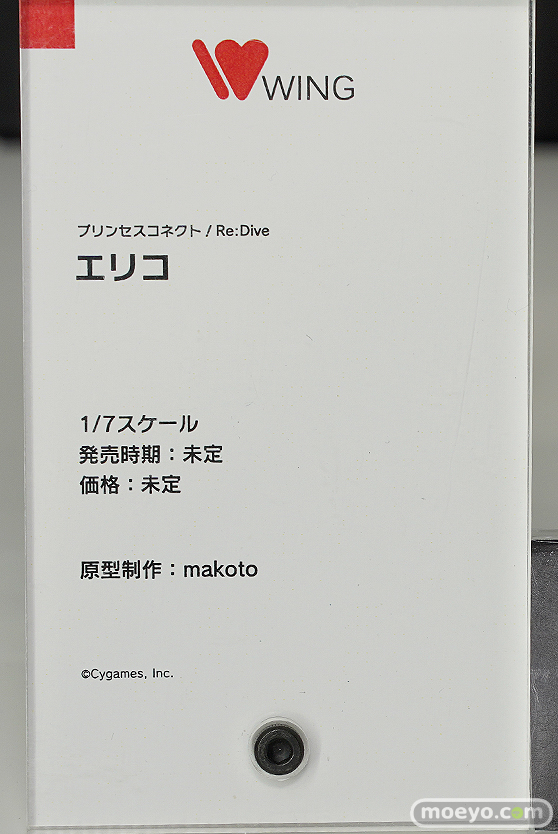 WING
プリンセスコネクト / Re:Dive
エリコ
1/7スケール
発売時期：未定
価格：未定
原型制作：makoto
©Cygames, Inc.
moeyo.com